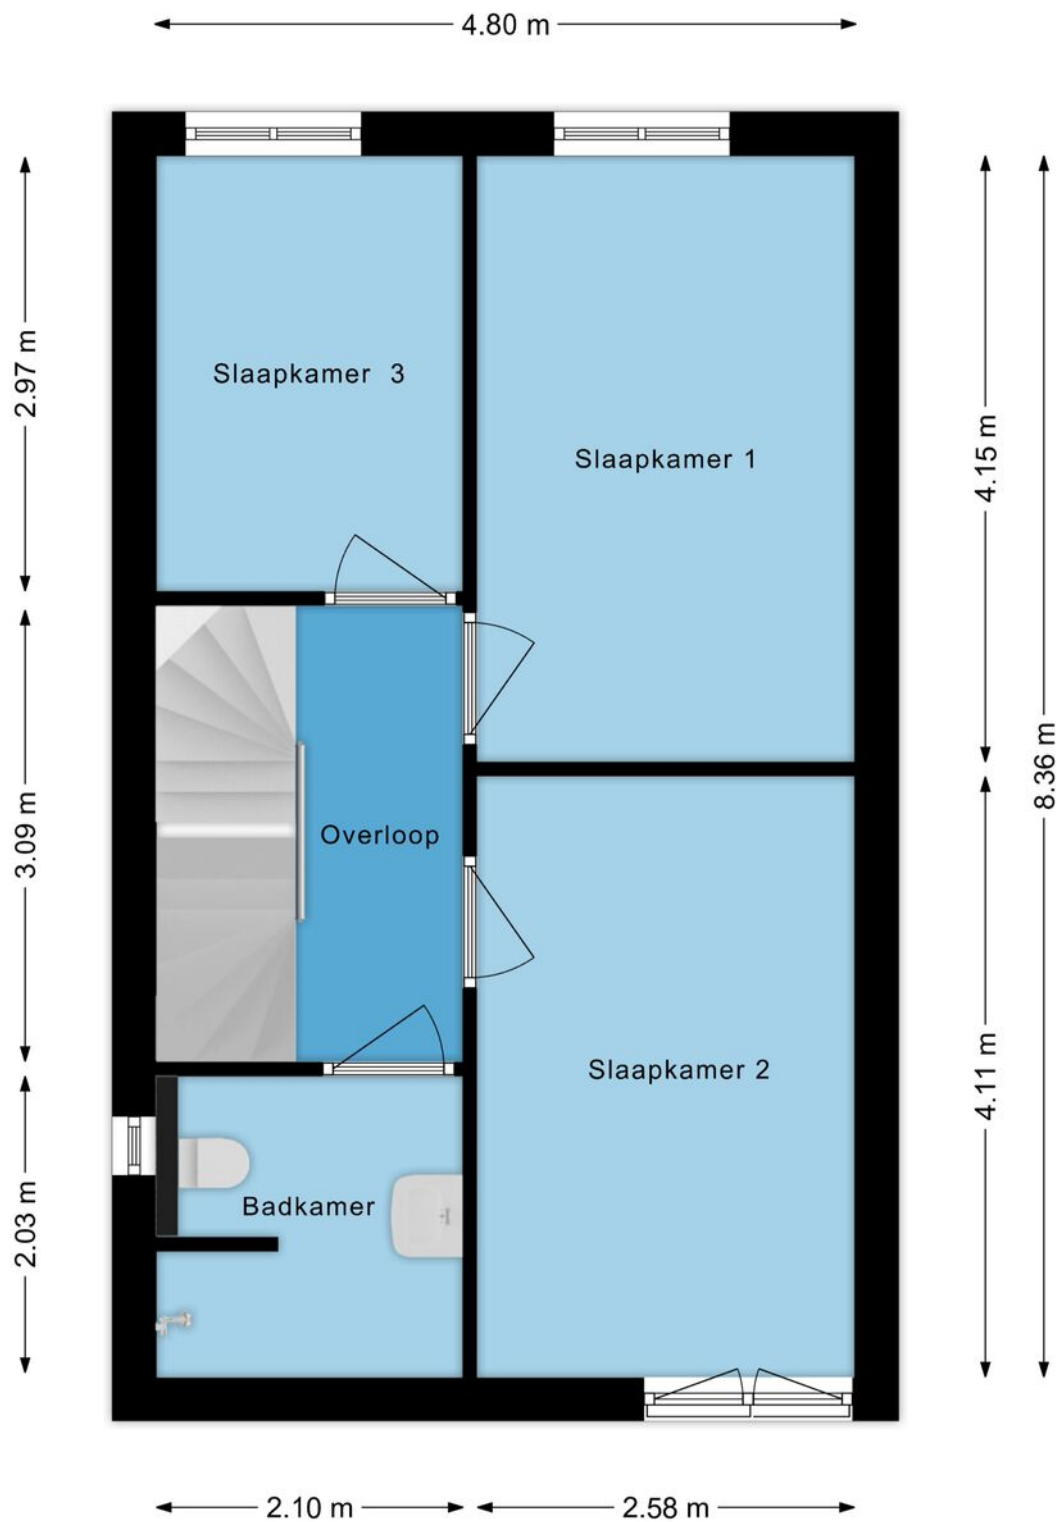 4.80 m
2.97 m
Slaapkamer 3
Slaapkamer 1
4.15 m
8.36 m
3.09 m
Overloop
4.11 m
Slaapkamer 2
2.03 m
Badkamer
2.10 m
2.58 m